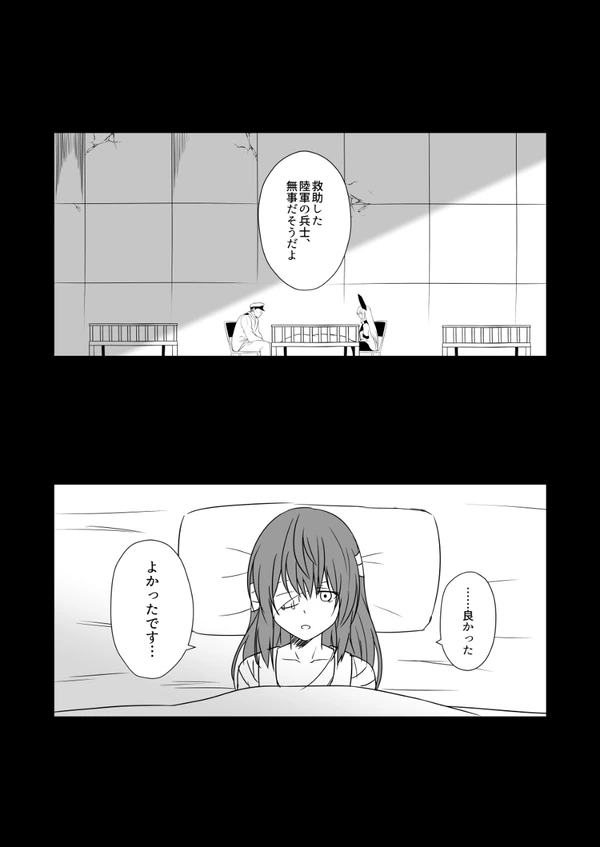 救助した
陸軍の兵士、
無事だそうだよ
……良かった
よかったです…